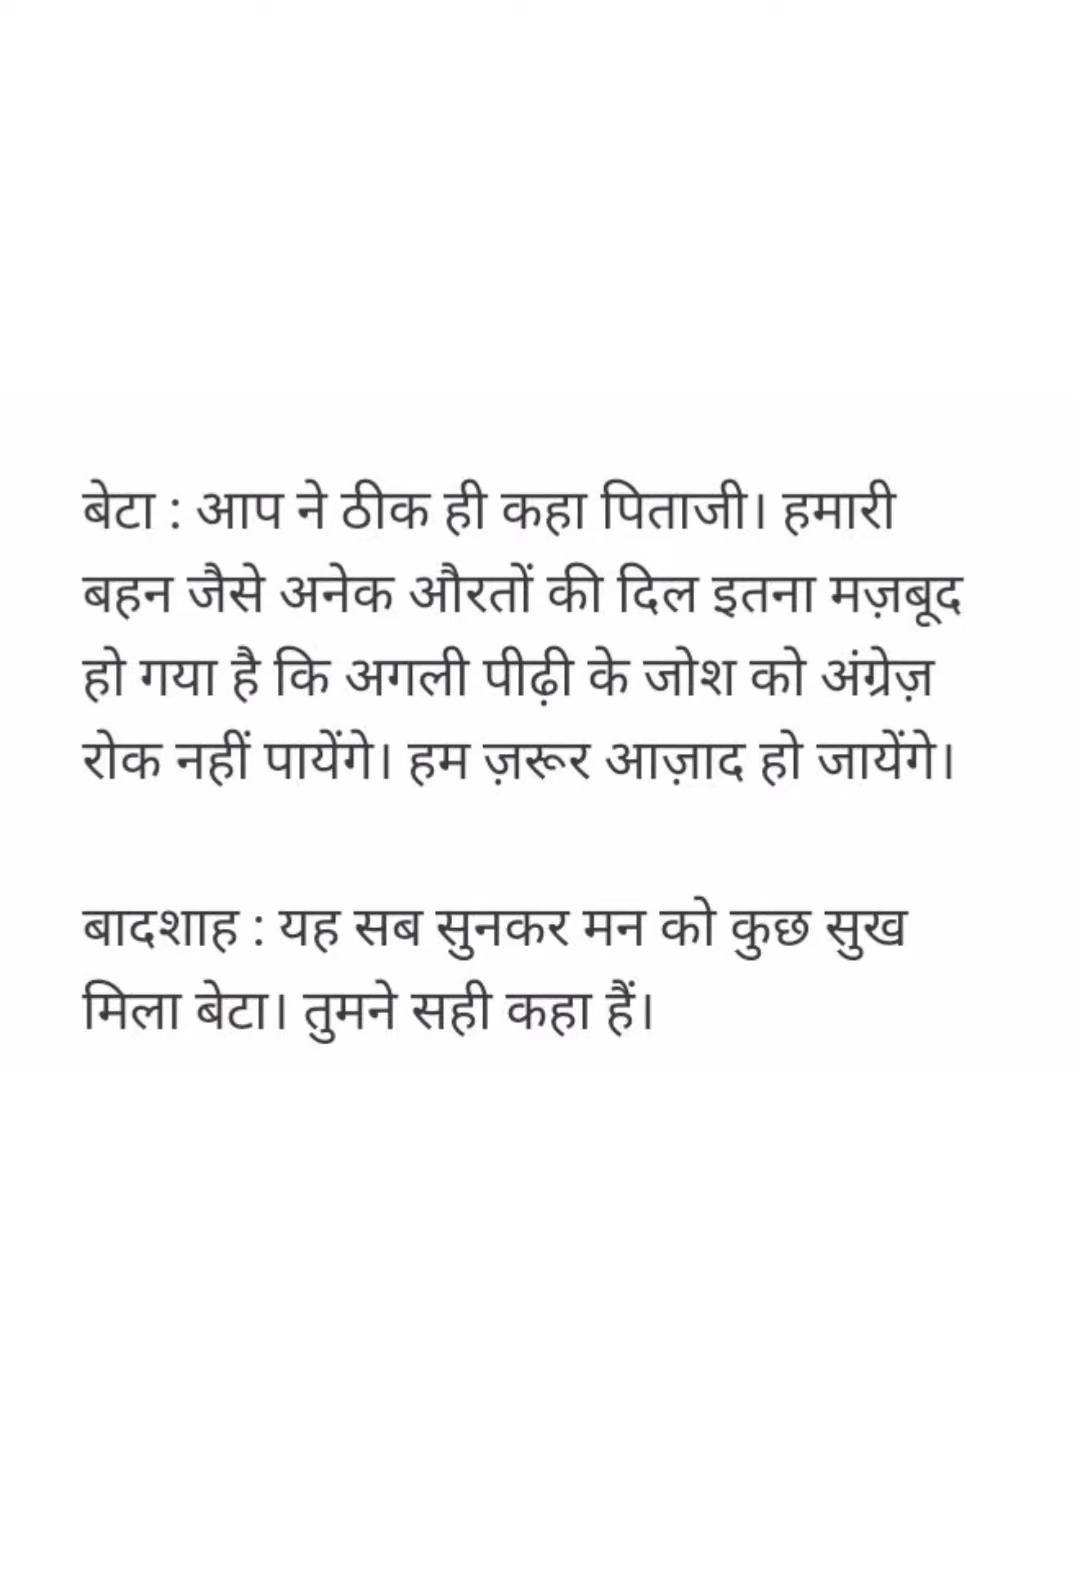 बेटा : आप ने ठीक ही कहा पिताजी। हमारी
बहन जैसे अनेक औरतों की दिल इतना मज़बूद
हो गया है कि अगली पीढ़ी के जोश को अंग्रेज़
रोक नहीं पायेंगे। हम ज़रूर आज़ाद हो जायेंगे।
बादशाह : यह सब सुनकर मन को कुछ सुख
मिला बेटा। तुमने सही कहा हैं।